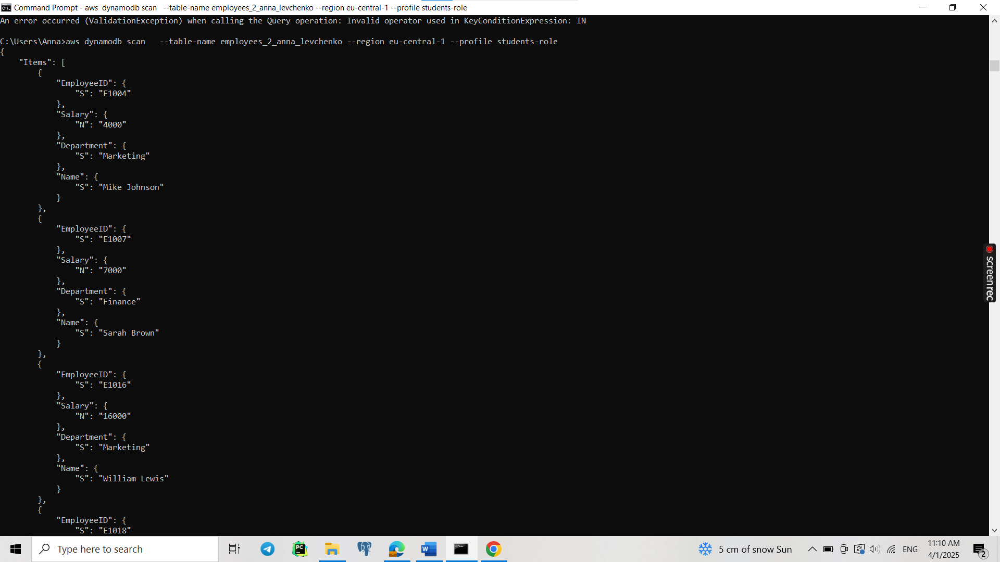 Command Prompt - aws  dynamodb scan   --table-name employees_2_anna_levchenko --region eu-central-1 --profile students-role
An error occurred (ValidationException) when calling the Query operation: Invalid operator used in KeyConditionExpression: IN
C:\Users\Anna>aws dynamodb scan   --table-name employees_2_anna_levchenko --region eu-central-1 --profile students-role
{
    "Items": [
        {
            "EmployeeID": {
                "S": "E1004"
            },
            "Salary": {
                "N": "4000"
            },
            "Department": {
                "S": "Marketing"
            },
            "Name": {
                "S": "Mike Johnson"
            }
        },
        {
            "EmployeeID": {
                "S": "E1007"
            },
            "Salary": {
                "N": "7000"
            },
            "Department": {
                "S": "Finance"
            },
            "Name": {
                "S": "Sarah Brown"
            }
        },
        {
            "EmployeeID": {
                "S": "E1016"
            },
            "Salary": {
                "N": "16000"
            },
            "Department": {
                "S": "Marketing"
            },
            "Name": {
                "S": "William Lewis"
            }
        },
        {
            "EmployeeID": {
                "S": "E1018"
screenrec
Type here to search
PC
W
5 cm of snow Sun
ENG
11:10 AM
4/1/2025
2